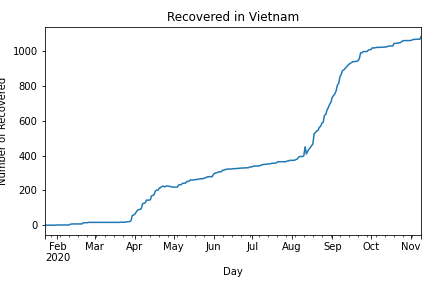 Recovered in Vietnam
Number of Recovered
1000
800
600
400
200
0
Feb Mar Apr May Jun Jul Aug Sep Oct Nov
2020
Day